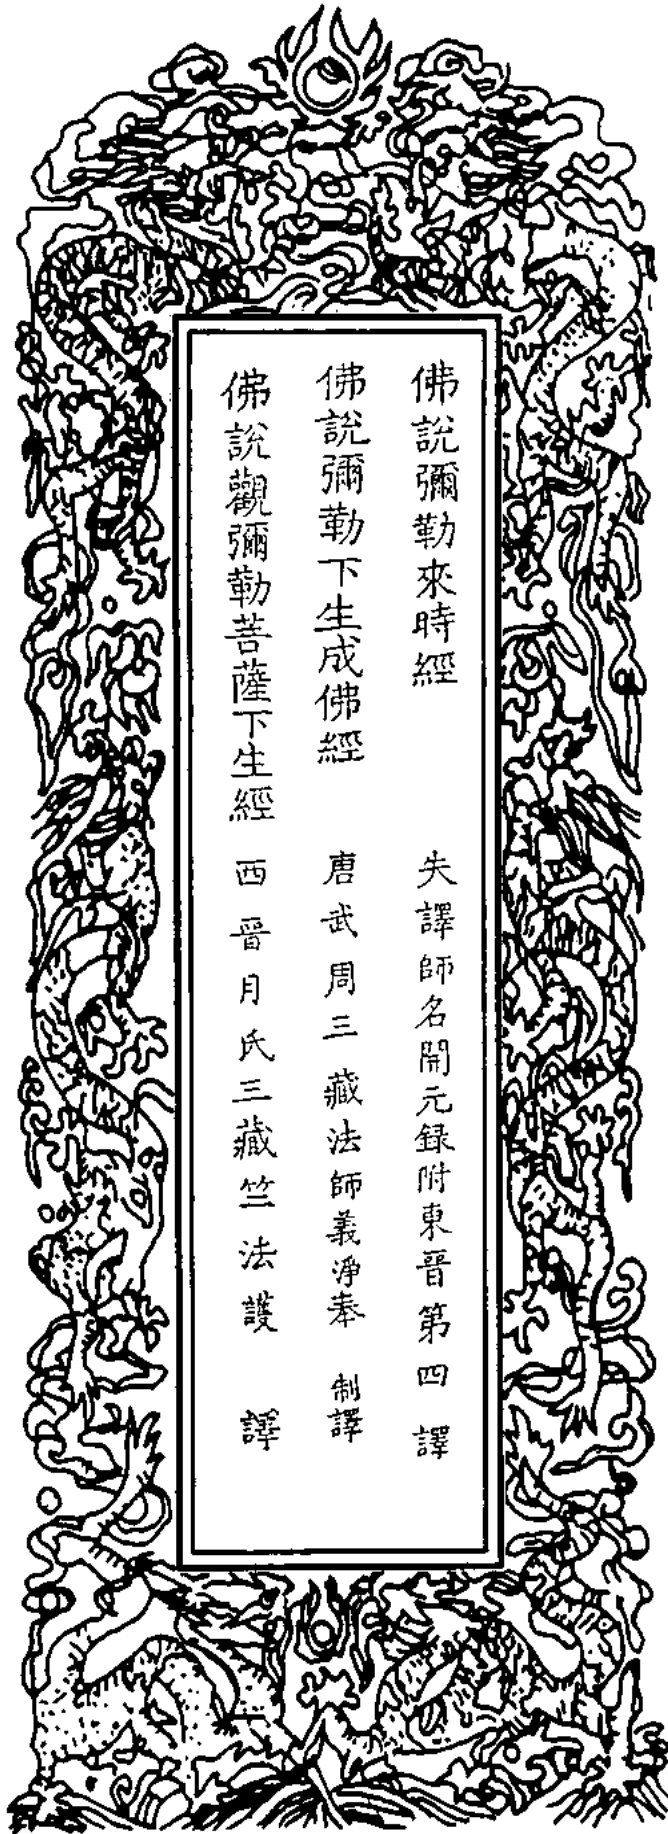 佛說彌勒來時經 失譯師名開元録附東晉第四譯
佛說彌勒下生成佛經 唐武周三藏法師義淨奉 制譯
佛說觀彌勒菩薩下生經 西晉月氏三藏竺法護 譯